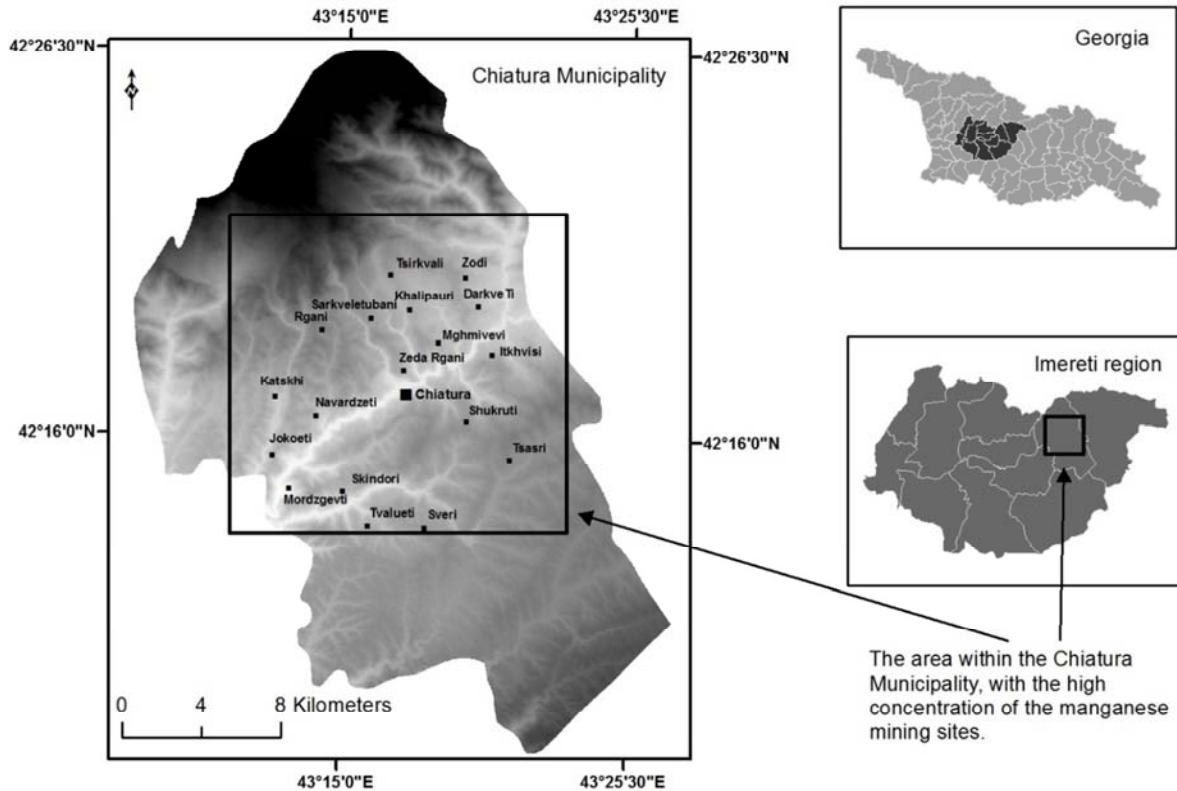 43°15'0"E
43°25'30"E
42°26'30"N
42°26'30"N
Chiatura Municipality
N
Tsirkvali
Zodi
Sarkveletubani
Khalipauri
Darkve Ti
Rgani
Mghmivevi
Itkhvisi
Zeda Rgani
Katskhi
Chiatura
Navardzeti
Shukruti
42°16'0"N
42°16'0"N
Jokoeti
Tsasri
Skindori
Mordzgevti
Tvalueti
Sveri
0 4 8 Kilometers
43°15'0"E
43°25'30"E
Georgia
Imereti region
The area within the Chiatura
Municipality, with the high
concentration of the manganese
mining sites.